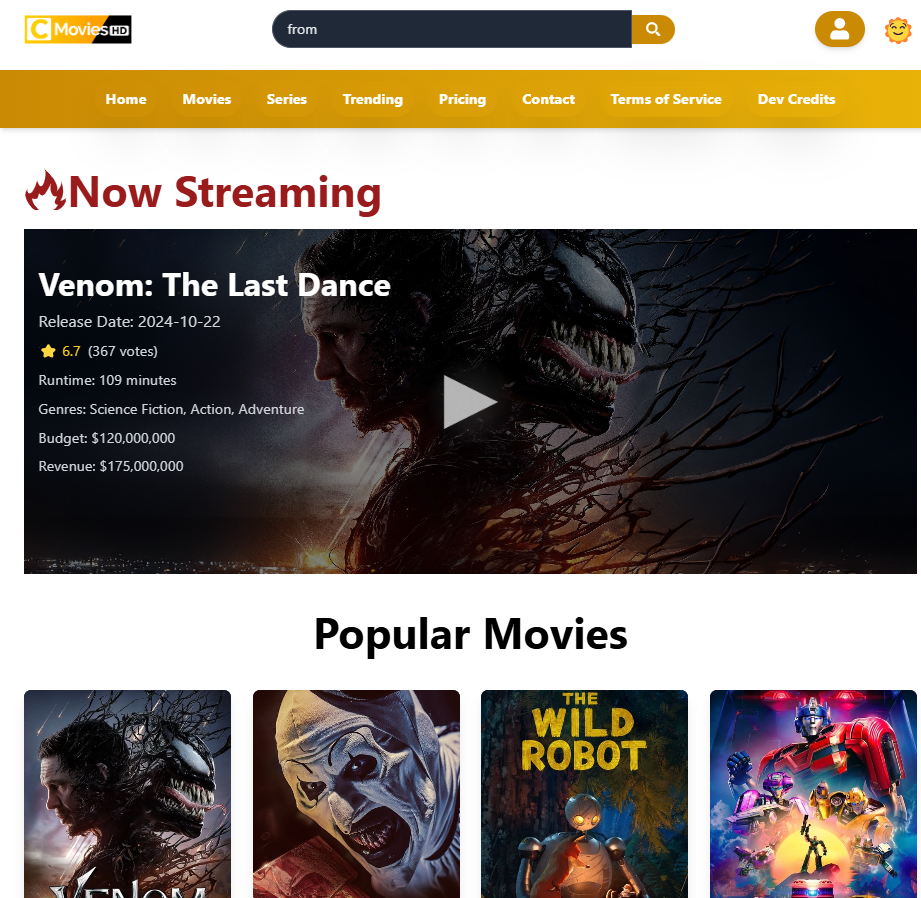 C MoviesHD
from
Home Movies Series Trending Pricing Contact Terms of Service Dev Credits
Now Streaming
Venom: The Last Dance
Release Date: 2024-10-22
6.7 (367 votes)
Runtime: 109 minutes
Genres: Science Fiction, Action, Adventure
Budget: $120,000,000
Revenue: $175,000,000
Popular Movies
VENOM
THE
WILD
ROBOT